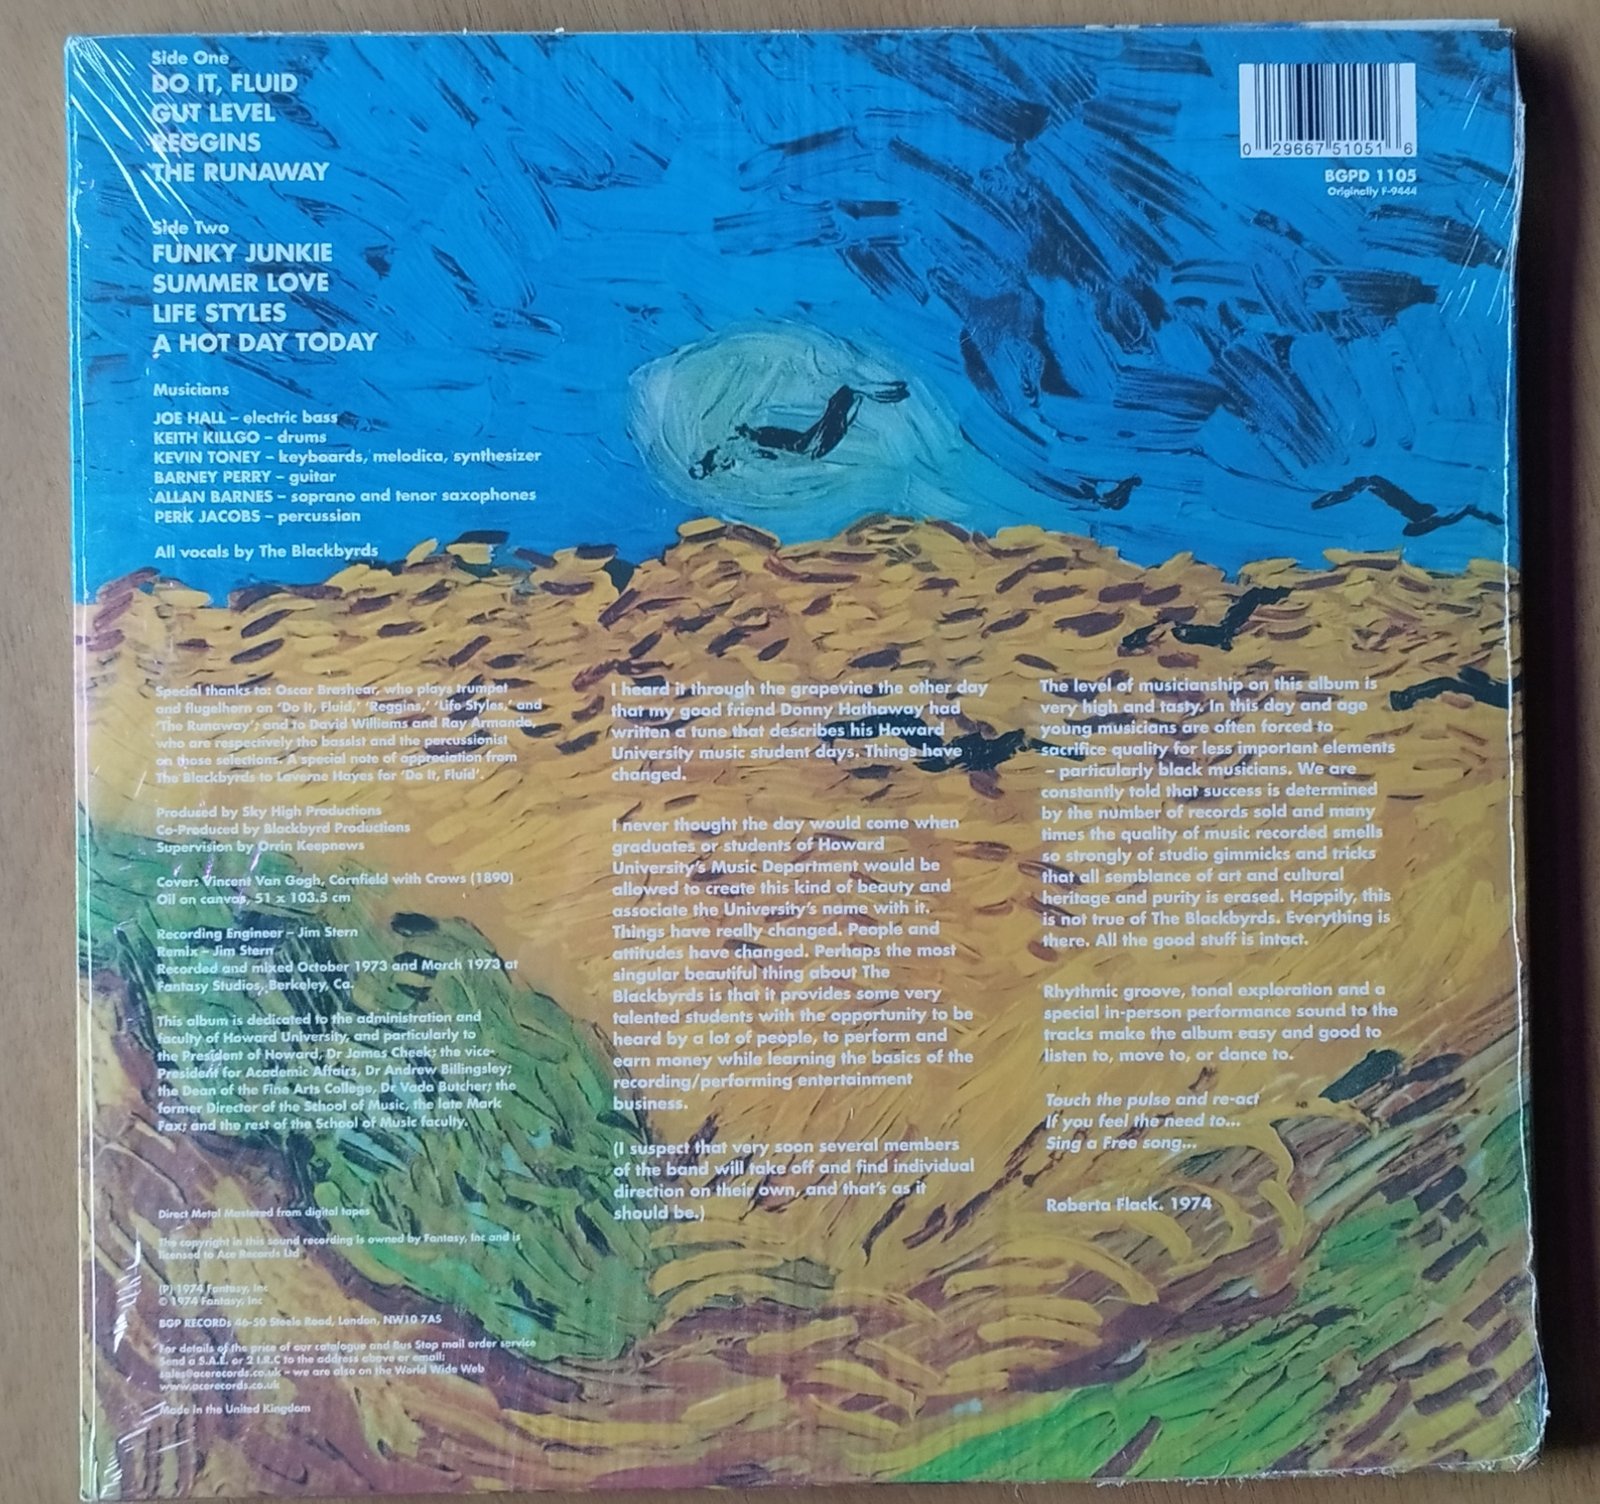 Side One
DO IT, FLUID
GUT LEVEL
REGGINS
THE RUNAWAY
Side Two
FUNKY JUNKIE
SUMMER LOVE
LIFE STYLES
A HOT DAY TODAY
Musicians
JOE HALL – electric bass
KEITH KILLGO – drums
KEVIN TONEY – keyboards, melodica, synthesizer
BARNEY PERRY – guitar
ALLAN BARNES – soprano and tenor saxophones
PERK JACOBS – percussion
All vocals by The Blackbyrds
0 29667 51051 6
BGPD 1105
Originally F-9444
Special thanks to: Oscar Brashear, who plays trumpet
and flugelhorn on 'Do It, Fluid,' 'Reggins,' 'Life Styles,' and
'The Runaway'; and to David Williams and Ray Armando,
who are respectively the bassist and the percussionist
on those selections. A special note of appreciation from
The Blackbyrds to Laverne Hayes for 'Do It, Fluid'.
Produced by Sky High Productions
Co-Produced by Blackbyrd Productions
Supervision by Orrin Keepnews
Cover: Vincent Van Gogh, Cornfield with Crows (1890)
Oil on canvas, 51 x 103.5 cm
Recording Engineer – Jim Stern
Remix – Jim Stern
Recorded and mixed October 1973 and March 1973 at
Fantasy Studios, Berkeley, Ca.
This album is dedicated to the administration and
faculty of Howard University, and particularly to
the President of Howard, Dr James Cheek; the vice-
President for Academic Affairs, Dr Andrew Billingsley;
the Dean of the Fine Arts College, Dr Vada Butcher; the
former Director of the School of Music, the late Mark
Fax; and the rest of the School of Music faculty.
Direct Metal Mastered from digital tapes
The copyright in this sound recording is owned by Fantasy, Inc and is
licensed to Ace Records Ltd
(P) 1974 Fantasy, Inc
© 1974 Fantasy, Inc
BGP RECORDs 46-50 Steele Road, London, NW10 7AS
For details of the price of our catalogue and Bus Stop mail order service
Send a S.A.E. or 2 I.R.C to the address above or email:
sales@acerecords.co.uk – we are also on the World Wide Web
www.acerecords.co.uk
Made in the United Kingdom
I heard it through the grapevine the other day
that my good friend Donny Hathaway had
written a tune that describes his Howard
University music student days. Things have
changed.
I never thought the day would come when
graduates or students of Howard
University's Music Department would be
allowed to create this kind of beauty and
associate the University's name with it.
Things have really changed. People and
attitudes have changed. Perhaps the most
singular beautiful thing about The
Blackbyrds is that it provides some very
talented students with the opportunity to be
heard by a lot of people, to perform and
earn money while learning the basics of the
recording/performing entertainment
business.
(I suspect that very soon several members
of the band will take off and find individual
direction on their own, and that's as it
should be.)
The level of musicianship on this album is
very high and tasty. In this day and age
young musicians are often forced to
sacrifice quality for less important elements
– particularly black musicians. We are
constantly told that success is determined
by the number of records sold and many
times the quality of music recorded smells
so strongly of studio gimmicks and tricks
that all semblance of art and cultural
heritage and purity is erased. Happily, this
is not true of The Blackbyrds. Everything is
there. All the good stuff is intact.
Rhythmic groove, tonal exploration and a
special in-person performance sound to the
tracks make the album easy and good to
listen to, move to, or dance to.
Touch the pulse and re-act
If you feel the need to...
Sing a Free song...
Roberta Flack. 1974